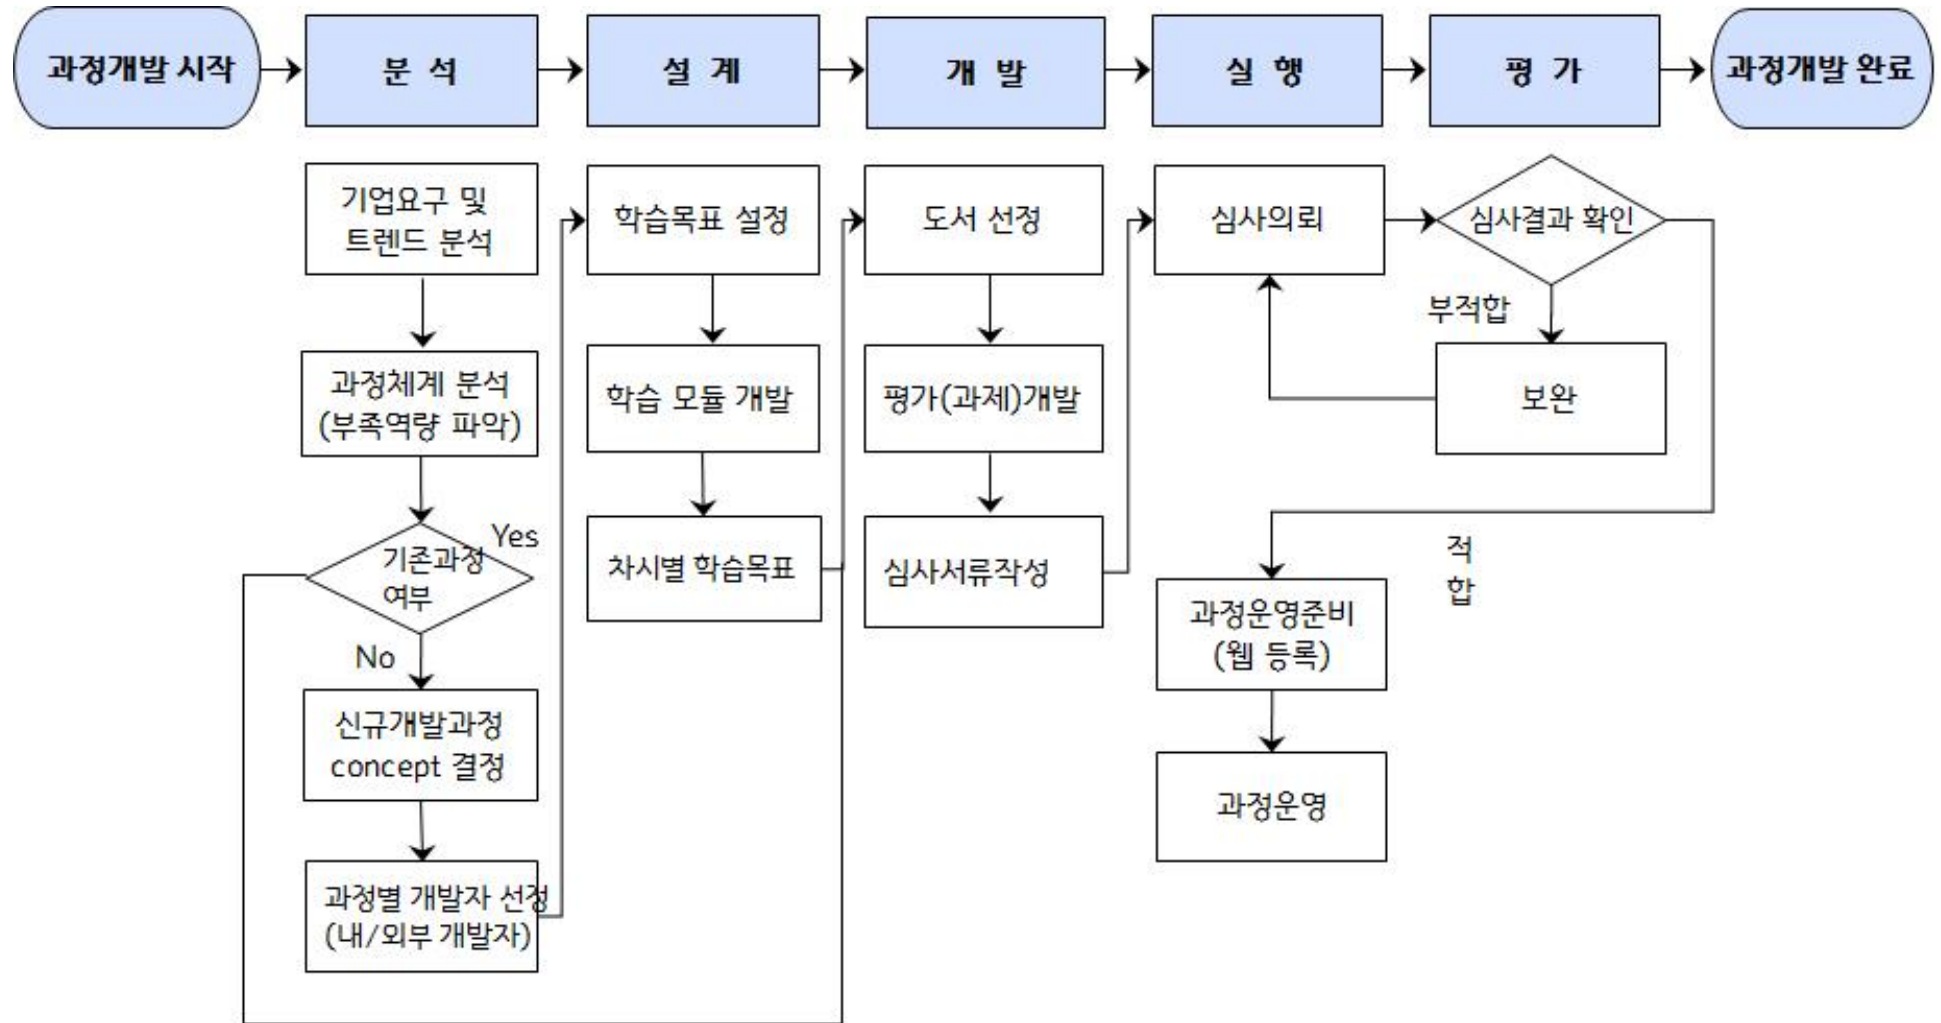 과정개발 시작
분 석
설 계
개 발
실 행
평 가
과정개발 완료
기업요구 및
트렌드 분석
과정체계 분석
(부족역량 파악)
기존과정
여부
Yes
No
신규개발과정
concept 결정
과정별 개발자 선정
(내/외부 개발자)
학습목표 설정
학습 모듈 개발
차시별 학습목표
도서 선정
평가(과제)개발
심사서류작성
심사의뢰
심사결과 확인
부적합
보완
적
합
과정운영준비
(웹 등록)
과정운영